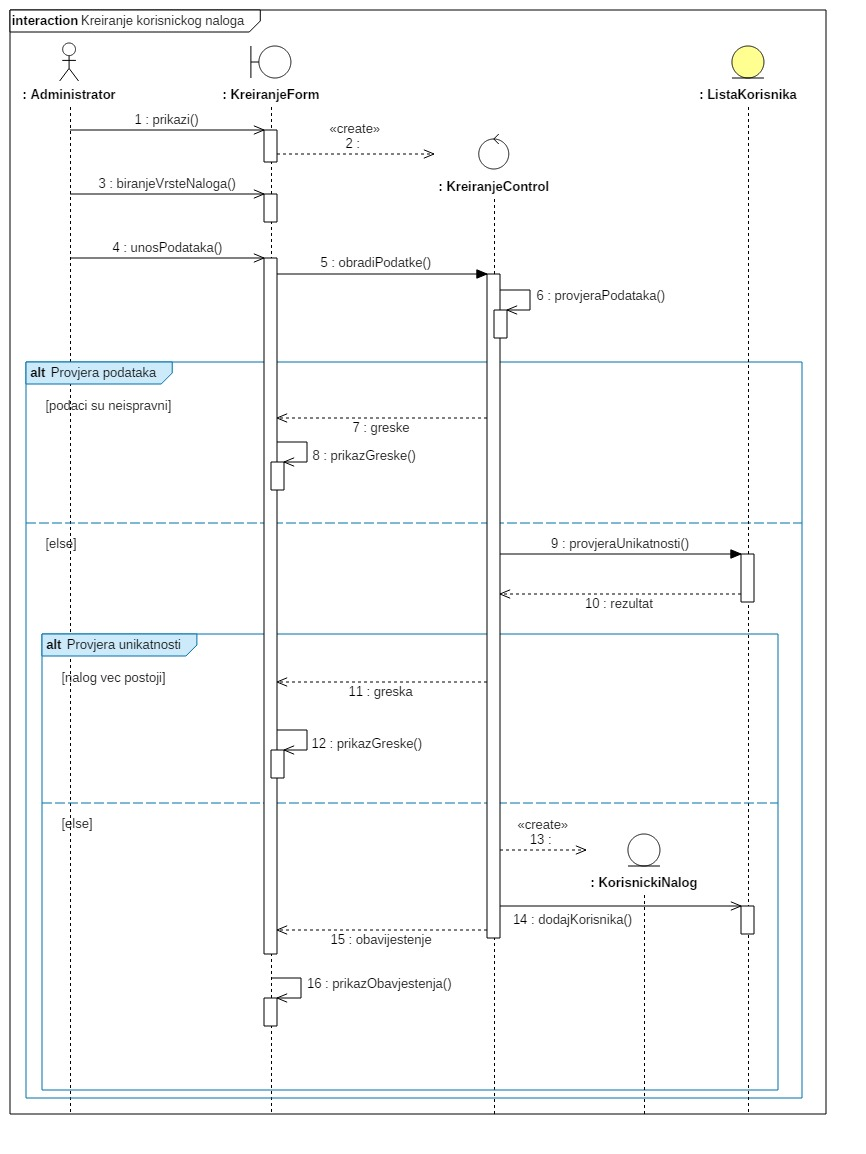 interaction Kreiranje korisnickog naloga
: Administrator
: KreiranjeForm
: ListaKorisnika
1 : prikazi()
«create»
2 :
: KreiranjeControl
3 : biranjeVrsteNaloga()
4 : unosPodataka()
5 : obradiPodatke()
6 : provjeraPodataka()
alt Provjera podataka
[podaci su neispravni]
7 : greske
8 : prikazGreske()
[else]
9 : provjeraUnikatnosti()
10 : rezultat
alt Provjera unikatnosti
[nalog vec postoji]
11 : greska
12 : prikazGreske()
[else]
«create»
13 :
: KorisnickiNalog
14 : dodajKorisnika()
15 : obavijestenje
16 : prikazObavjestenja()